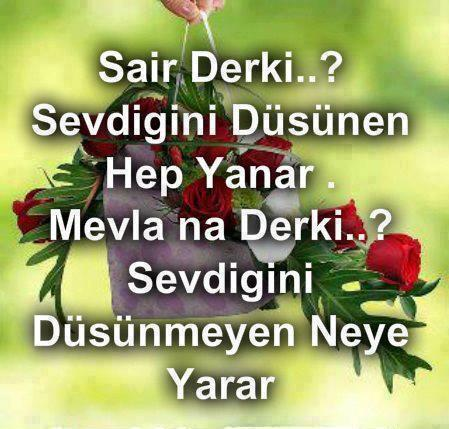 Sair Derki..?
Sevdigini Düsünen
Hep Yanar .
Mevla na Derki..?
Sevdigini
Düsünmeyen Neye
Yarar